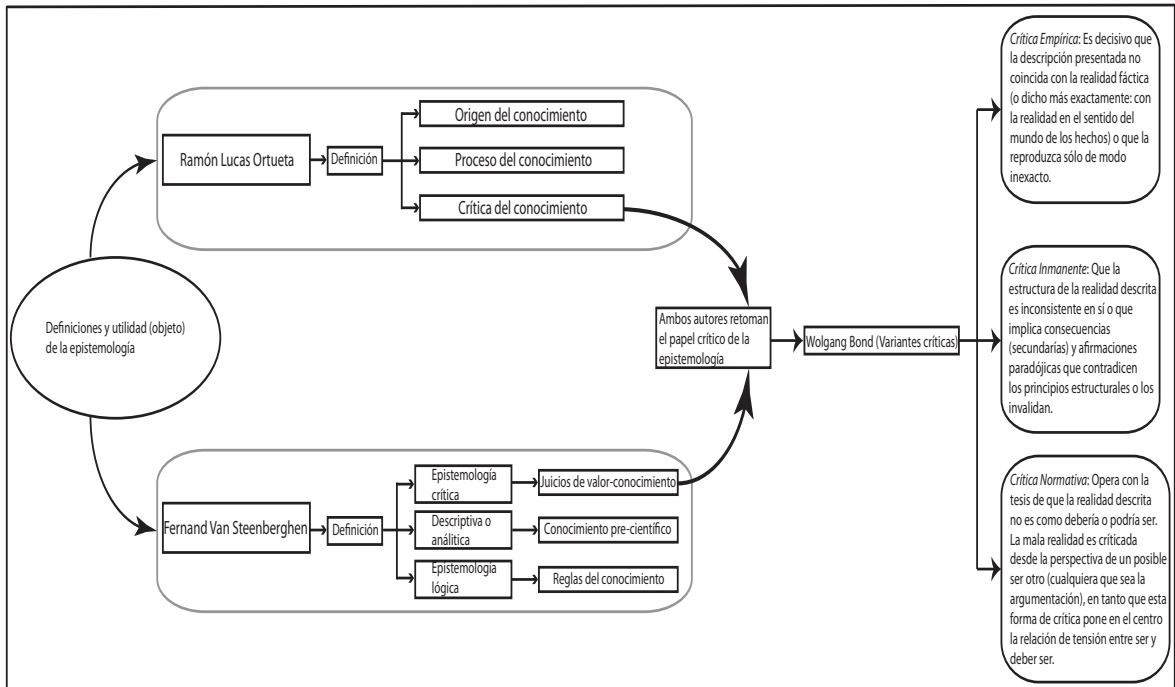 Definiciones y utilidad (objeto)
de la epistemología
Ramón Lucas Ortueta
Definición
Origen del conocimiento
Proceso del conocimiento
Crítica del conocimiento
Fernand Van Steenberghen
Definición
Epistemología
crítica
Juicios de valor-conocimiento
Descriptiva o
análitica
Conocimiento pre-científico
Epistemología
lógica
Reglas del conocimiento
Ambos autores retoman
el papel crítico de la
epistemología
Wolgang Bond (Variantes críticas)
Crítica Empírica: Es decisivo que
la descripción presentada no
coincida con la realidad fáctica
(o dicho más exactamente: con
la realidad en el sentido del
mundo de los hechos) o que la
reproduzca sólo de modo
inexacto.
Crítica Inmanente: Que la
estructura de la realidad descrita
es inconsistente en sí o que
implica consecuencias
(secundarías) y afirmaciones
paradójicas que contradicen
los principios estructurales o los
invalidan.
Crítica Normativa: Opera con la
tesis de que la realidad descrita
no es como debería o podría ser.
La mala realidad es críticada
desde la perspectiva de un posible
ser otro (cualquiera que sea la
argumentación), en tanto que esta
forma de crítica pone en el centro
la relación de tensión entre ser y
deber ser.